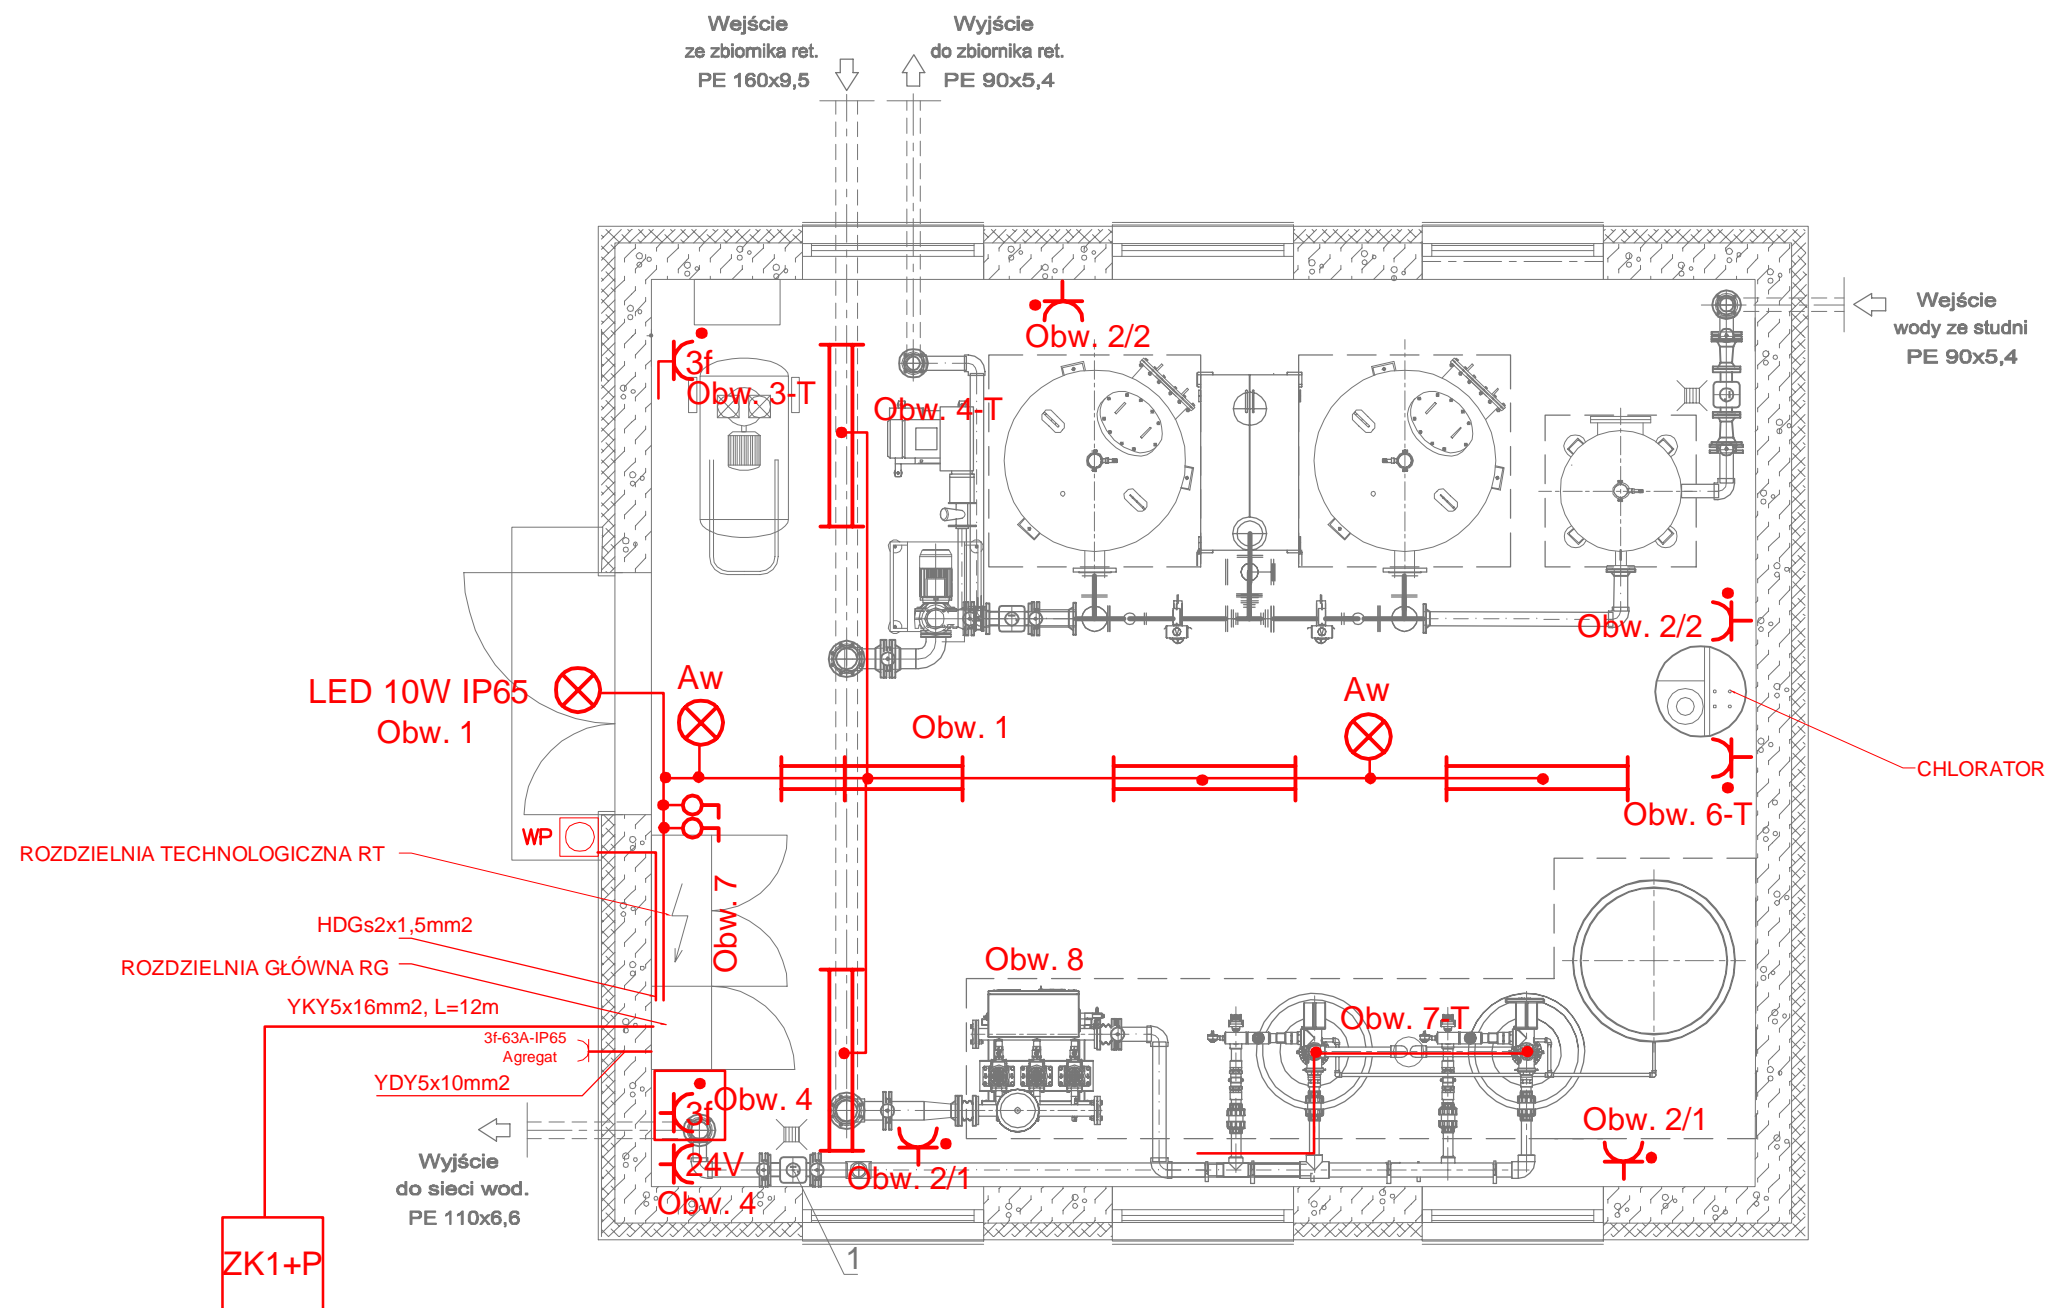 Wejście
ze zbiornika ret.
PE 160x9,5
Wyjście
do zbiornika ret.
PE 90x5,4
Wejście
wody ze studni
PE 90x5,4
Obw. 2/2
3f
Obw. 3-T
Obw. 4-T
Obw. 2/2
LED 10W IP65
Obw. 1
Aw
Obw. 1
Aw
CHLORATOR
Obw. 6-T
WP
ROZDZIELNIA TECHNOLOGICZNA RT
Obw. 7
HDGs2x1,5mm2
ROZDZIELNIA GŁÓWNA RG
YKY5x16mm2, L=12m
3f-63A-IP65
Agregat
YDY5x10mm2
Obw. 8
Obw. 7-T
3f
Obw. 4
24V
Obw. 4
Obw. 2/1
Obw. 2/1
Wyjście
do sieci wod.
PE 110x6,6
ZK1+P
1